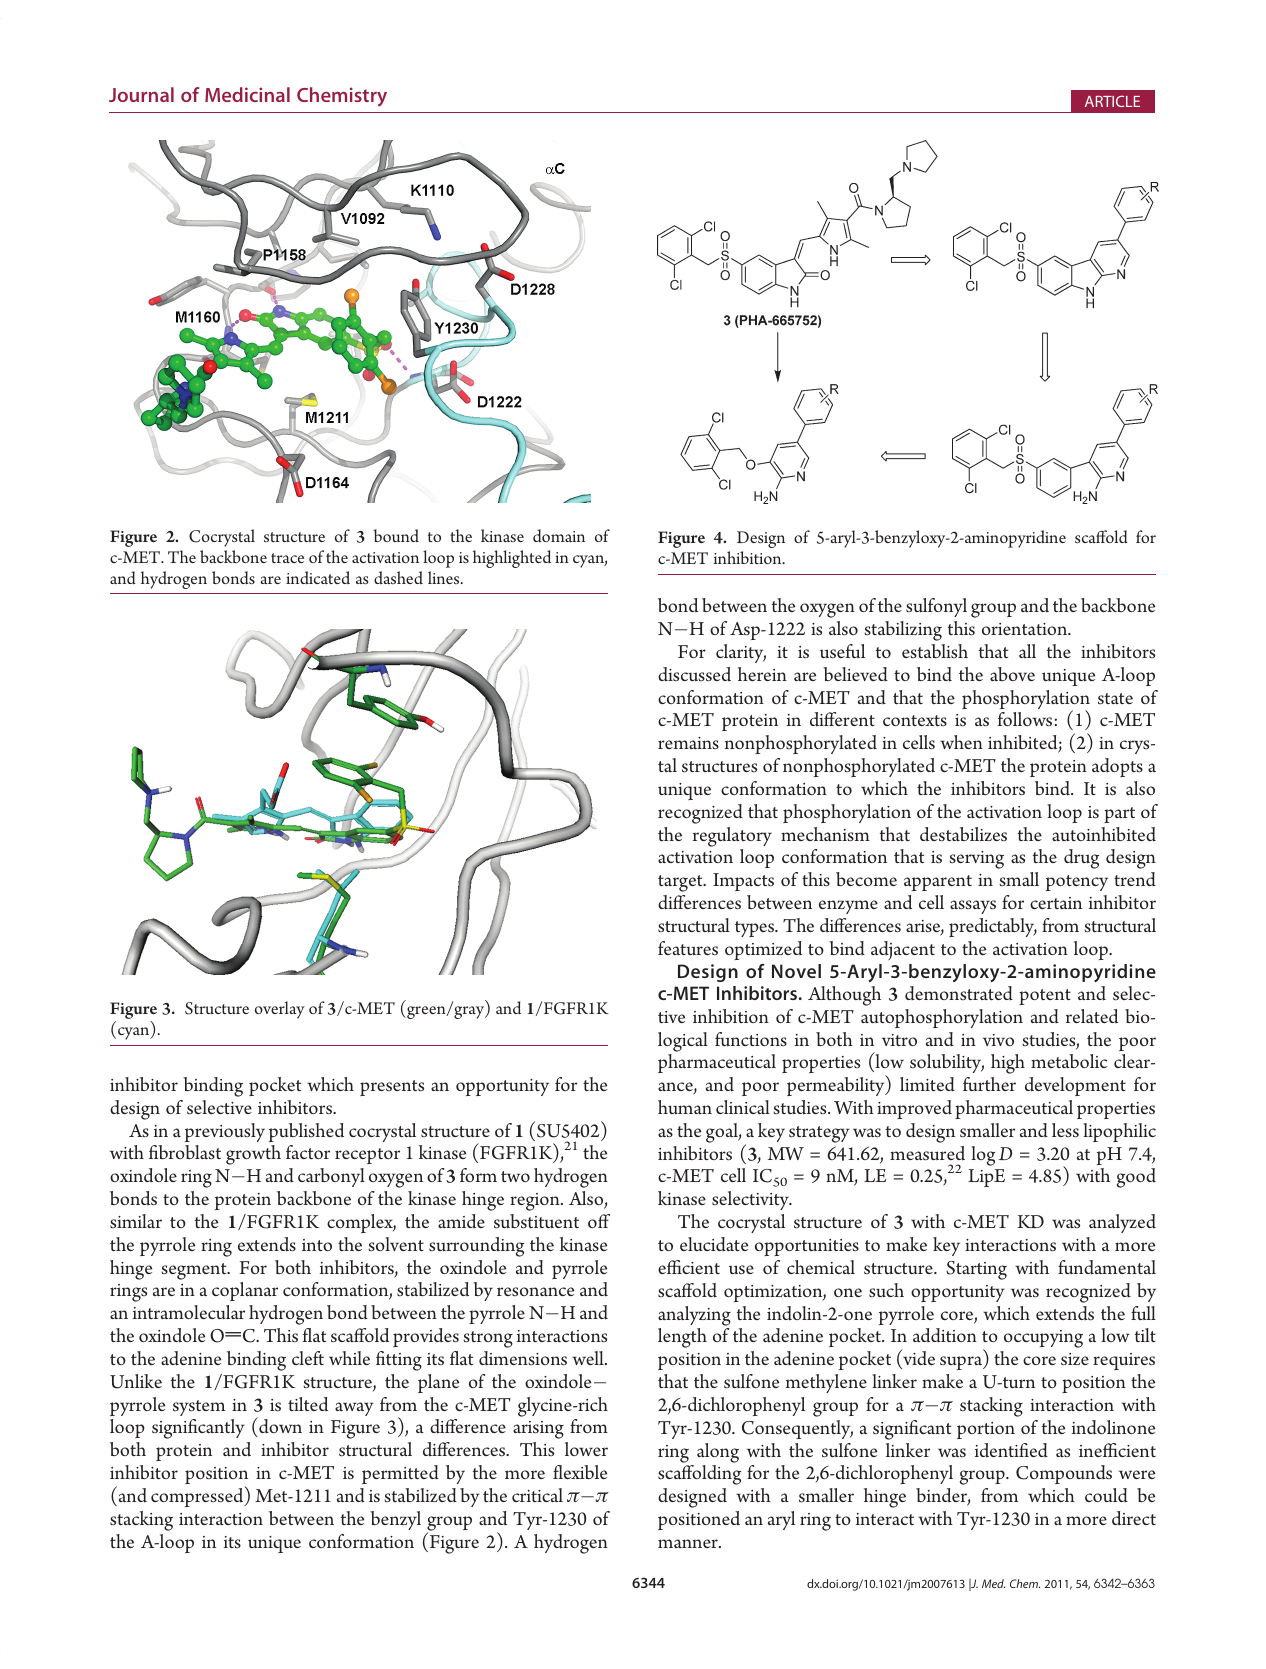 Journal of Medicinal Chemistry
ARTICLE
αC
K1110
V1092
P1158
D1228
M1160
Y1230
D1222
M1211
D1164
Figure 2. Cocrystal structure of 3 bound to the kinase domain of
c-MET. The backbone trace of the activation loop is highlighted in cyan,
and hydrogen bonds are indicated as dashed lines.
Figure 3. Structure overlay of 3/c-MET (green/gray) and 1/FGFR1K
(cyan).
inhibitor binding pocket which presents an opportunity for the
design of selective inhibitors.
As in a previously published cocrystal structure of 1 (SU5402)
with fibroblast growth factor receptor 1 kinase (FGFR1K),21 the
oxindole ring N−H and carbonyl oxygen of 3 form two hydrogen
bonds to the protein backbone of the kinase hinge region. Also,
similar to the 1/FGFR1K complex, the amide substituent off
the pyrrole ring extends into the solvent surrounding the kinase
hinge segment. For both inhibitors, the oxindole and pyrrole
rings are in a coplanar conformation, stabilized by resonance and
an intramolecular hydrogen bond between the pyrrole N−H and
the oxindole O=C. This flat scaffold provides strong interactions
to the adenine binding cleft while fitting its flat dimensions well.
Unlike the 1/FGFR1K structure, the plane of the oxindole−
pyrrole system in 3 is tilted away from the c-MET glycine-rich
loop significantly (down in Figure 3), a difference arising from
both protein and inhibitor structural differences. This lower
inhibitor position in c-MET is permitted by the more flexible
(and compressed) Met-1211 and is stabilized by the critical π−π
stacking interaction between the benzyl group and Tyr-1230 of
the A-loop in its unique conformation (Figure 2). A hydrogen
N
O
N
Cl
O
S
O
Cl
N
H
O
N
H
3 (PHA-665752)
R
Cl
O
S
O
Cl
N
H
N
R
Cl
O
Cl
N
H2N
R
Cl
O
S
O
Cl
N
H2N
Figure 4. Design of 5-aryl-3-benzyloxy-2-aminopyridine scaffold for
c-MET inhibition.
bond between the oxygen of the sulfonyl group and the backbone
N−H of Asp-1222 is also stabilizing this orientation.
For clarity, it is useful to establish that all the inhibitors
discussed herein are believed to bind the above unique A-loop
conformation of c-MET and that the phosphorylation state of
c-MET protein in different contexts is as follows: (1) c-MET
remains nonphosphorylated in cells when inhibited; (2) in crys-
tal structures of nonphosphorylated c-MET the protein adopts a
unique conformation to which the inhibitors bind. It is also
recognized that phosphorylation of the activation loop is part of
the regulatory mechanism that destabilizes the autoinhibited
activation loop conformation that is serving as the drug design
target. Impacts of this become apparent in small potency trend
differences between enzyme and cell assays for certain inhibitor
structural types. The differences arise, predictably, from structural
features optimized to bind adjacent to the activation loop.
Design of Novel 5-Aryl-3-benzyloxy-2-aminopyridine
c-MET Inhibitors. Although 3 demonstrated potent and selec-
tive inhibition of c-MET autophosphorylation and related bio-
logical functions in both in vitro and in vivo studies, the poor
pharmaceutical properties (low solubility, high metabolic clear-
ance, and poor permeability) limited further development for
human clinical studies. With improved pharmaceutical properties
as the goal, a key strategy was to design smaller and less lipophilic
inhibitors (3, MW = 641.62, measured log D = 3.20 at pH 7.4,
c-MET cell IC50 = 9 nM, LE = 0.25,22 LipE = 4.85) with good
kinase selectivity.
The cocrystal structure of 3 with c-MET KD was analyzed
to elucidate opportunities to make key interactions with a more
efficient use of chemical structure. Starting with fundamental
scaffold optimization, one such opportunity was recognized by
analyzing the indolin-2-one pyrrole core, which extends the full
length of the adenine pocket. In addition to occupying a low tilt
position in the adenine pocket (vide supra) the core size requires
that the sulfone methylene linker make a U-turn to position the
2,6-dichlorophenyl group for a π−π stacking interaction with
Tyr-1230. Consequently, a significant portion of the indolinone
ring along with the sulfone linker was identified as inefficient
scaffolding for the 2,6-dichlorophenyl group. Compounds were
designed with a smaller hinge binder, from which could be
positioned an aryl ring to interact with Tyr-1230 in a more direct
manner.
6344
dx.doi.org/10.1021/jm2007613 |J. Med. Chem. 2011, 54, 6342–6363